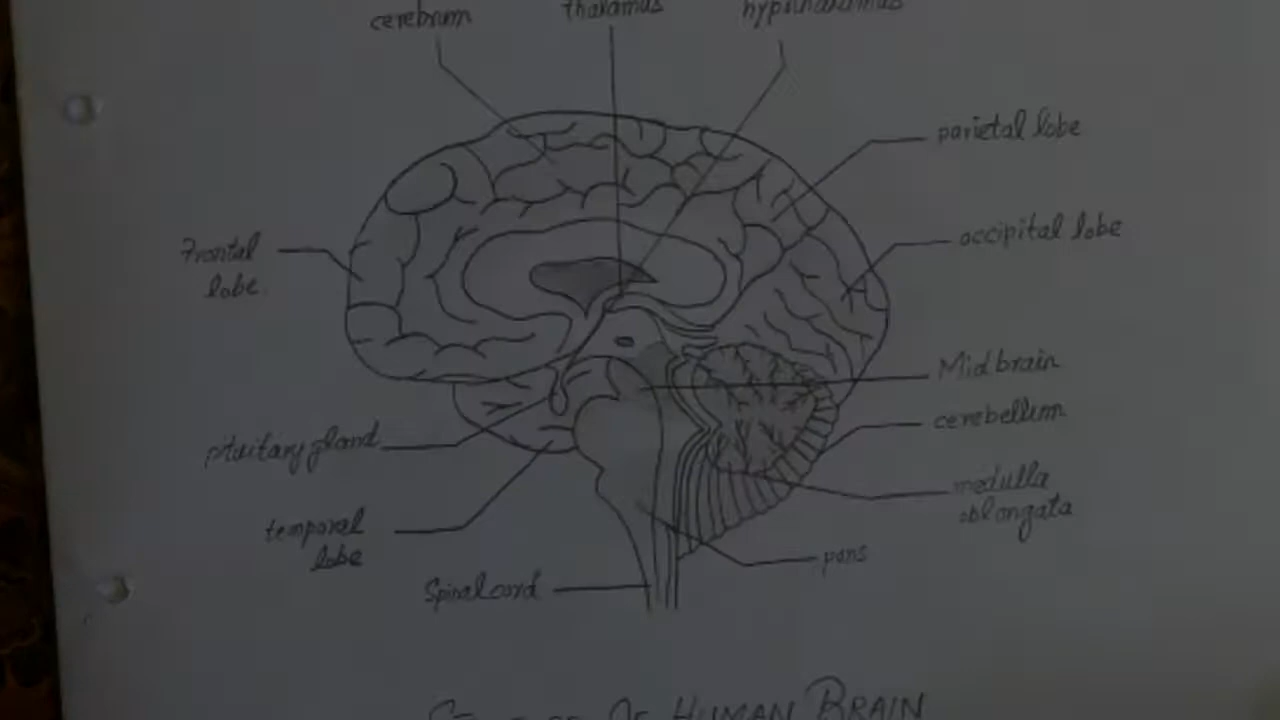 cerebrum
thalamus
hypothalamus
parietal lobe
occipital lobe
Frontal
lobe
Mid brain
cerebellum
pituitary gland
medulla
oblongata
temporal
lobe
pons
Spinal cord
OF HUMAN BRAIN